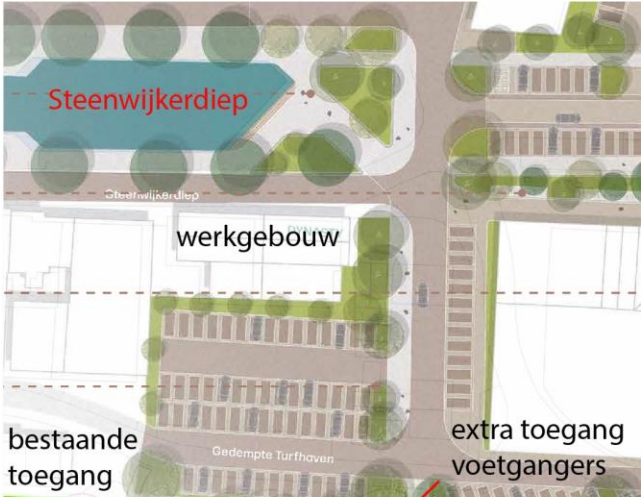 Steenwijkerdiep
Steenwijkerdiep
werkgebouw
bestaande
toegang
Gedempte Turfhaven
extra toegang
voetgangers